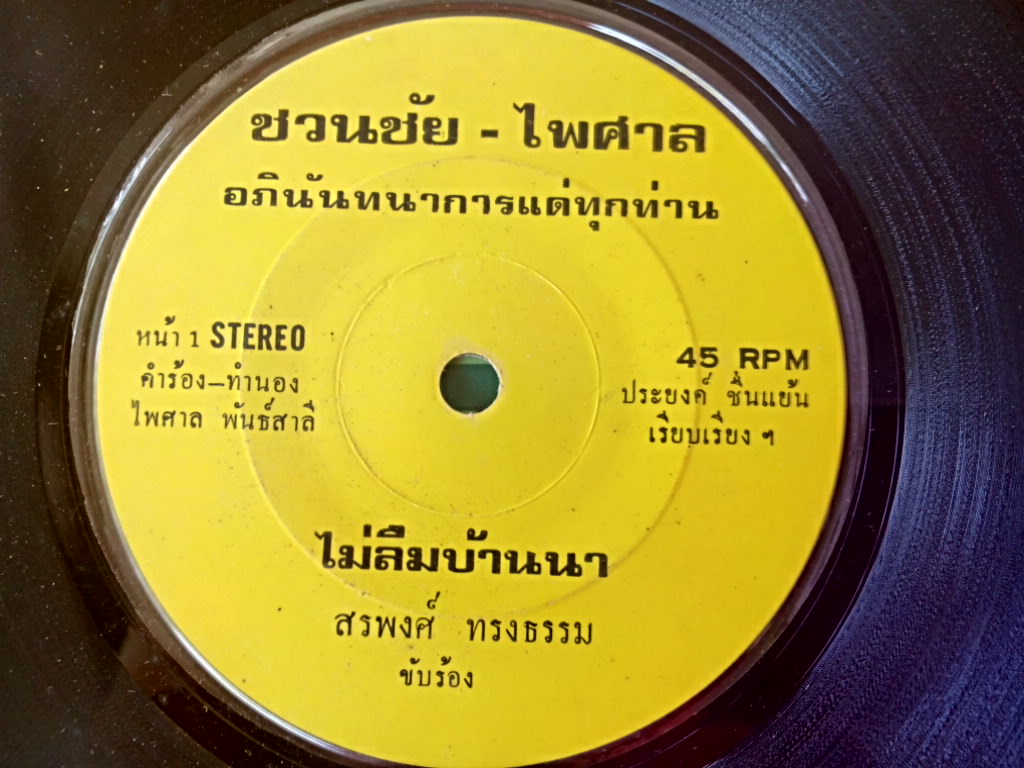 ชวนชัย - ไพศาล
อภินันทนาการแด่ทุกท่าน
หน้า 1 STEREO
คำร้อง-ทำนอง
ไพศาล พันธ์สาลี
45 RPM
ประยงค์ ชื่นแย้น
เรียบเรียง ฯ
ไม่ลืมบ้านนา
สรพงศ์ ทรงธรรม
ขับร้อง